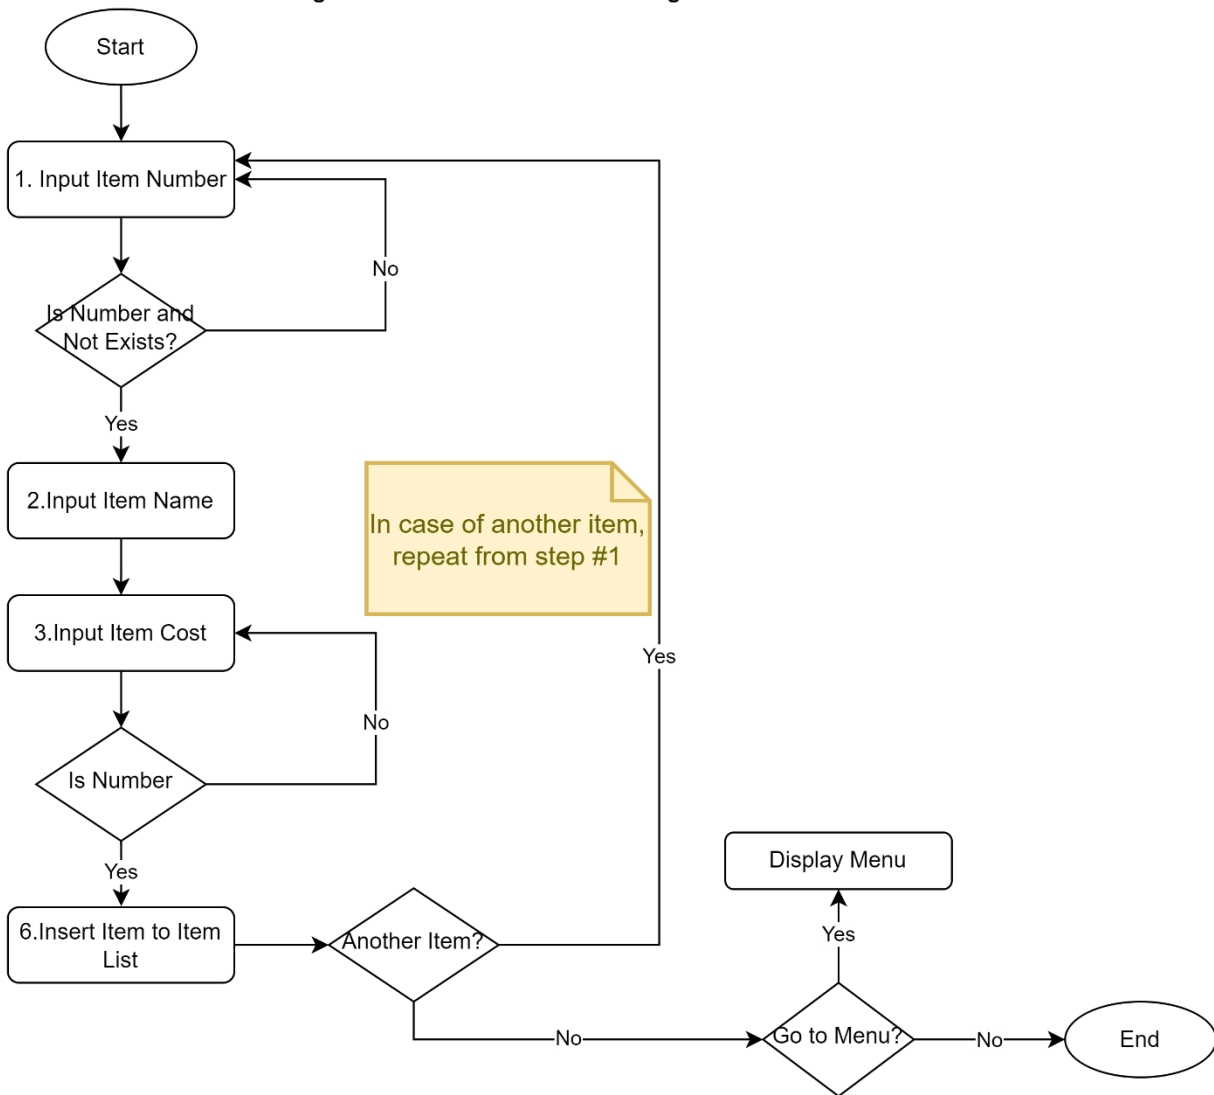 Start
1. Input Item Number
No
Is Number and
Not Exists?
Yes
2.Input Item Name
In case of another item,
repeat from step #1
3.Input Item Cost
Yes
No
Is Number
Yes
6.Insert Item to Item
List
Another Item?
Display Menu
Yes
No
Go to Menu?
No
End